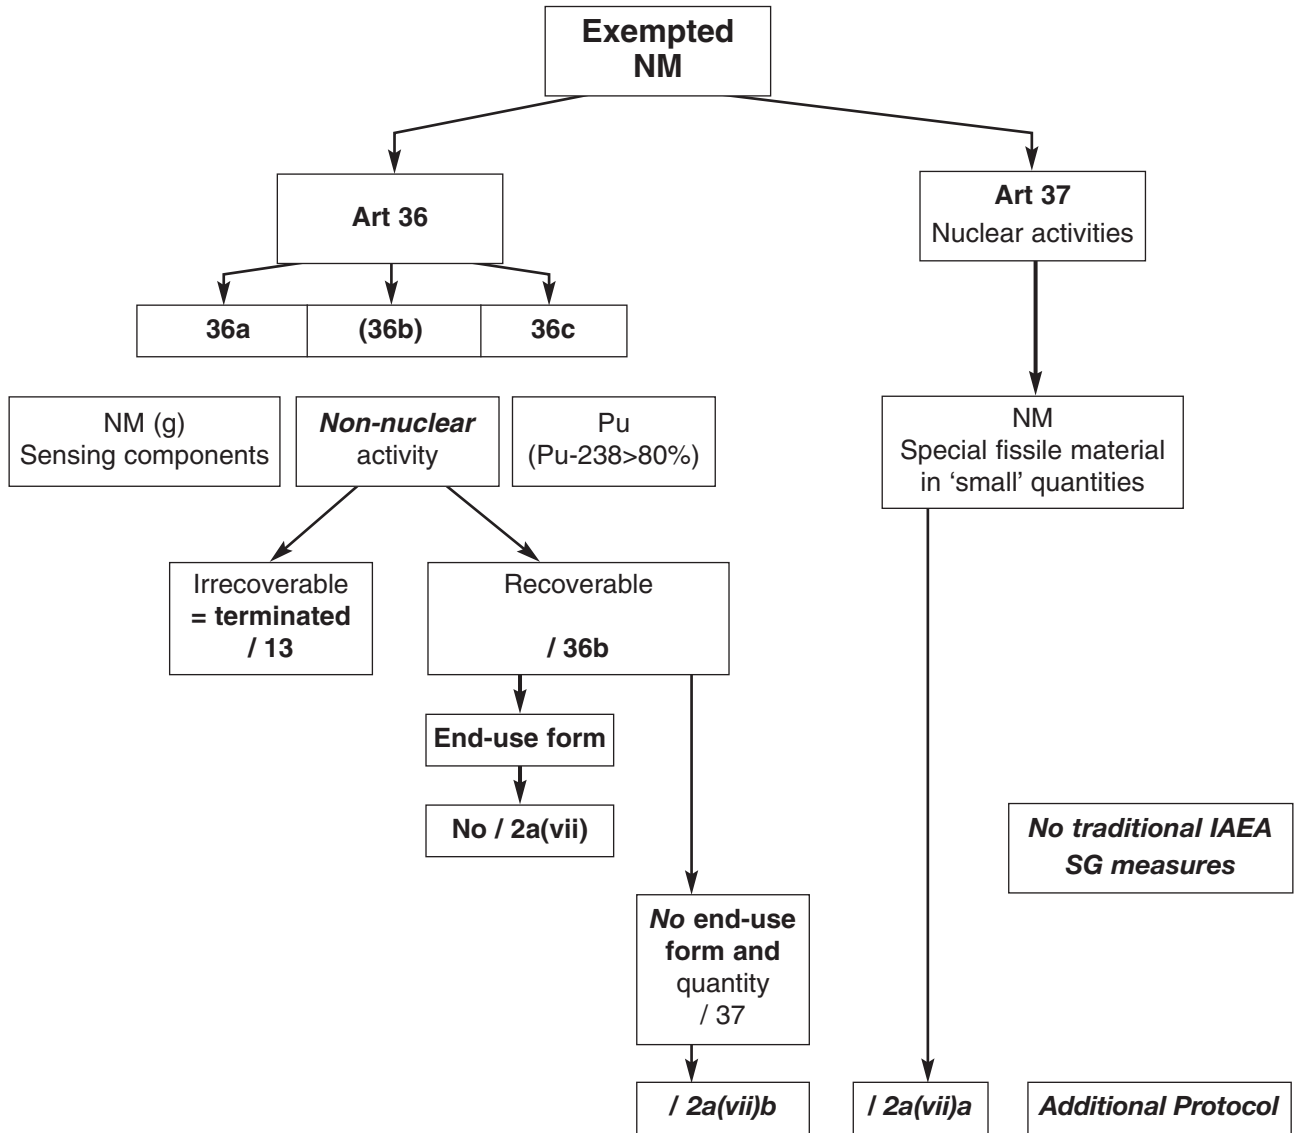 Exempted
NM
Art 36
Art 37
Nuclear activities
36a
(36b)
36c
NM (g)
Sensing components
Non-nuclear
activity
Pu
(Pu-238>80%)
NM
Special fissile material
in ‘small’ quantities
Irrecoverable
= terminated
/ 13
Recoverable
/ 36b
End-use form
No / 2a(vii)
No traditional IAEA
SG measures
No end-use
form and
quantity
/ 37
/ 2a(vii)b
/ 2a(vii)a
Additional Protocol